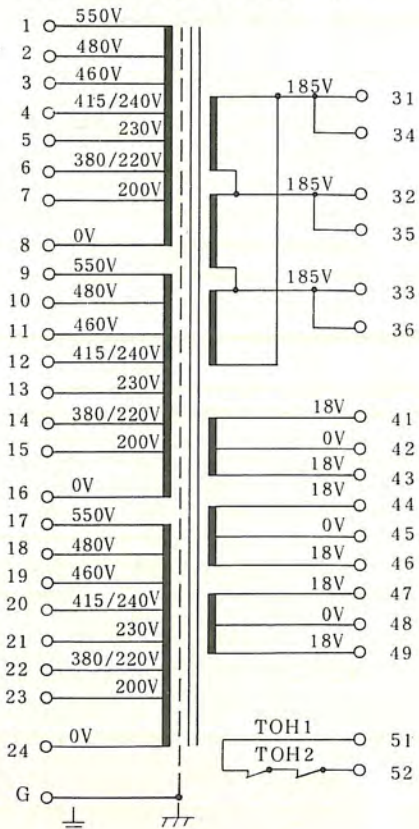 1 550V
2 480V
3 460V
4 415/240V
5 230V
6 380/220V
7 200V
8 0V
9 550V
10 480V
11 460V
12 415/240V
13 230V
14 380/220V
15 200V
16 0V
17 550V
18 480V
19 460V
20 415/240V
21 230V
22 380/220V
23 200V
24 0V
G
185V 31
34
185V 32
35
185V 33
36
18V 41
0V 42
18V 43
18V 44
0V 45
18V 46
18V 47
0V 48
18V 49
TOH1 51
TOH2 52